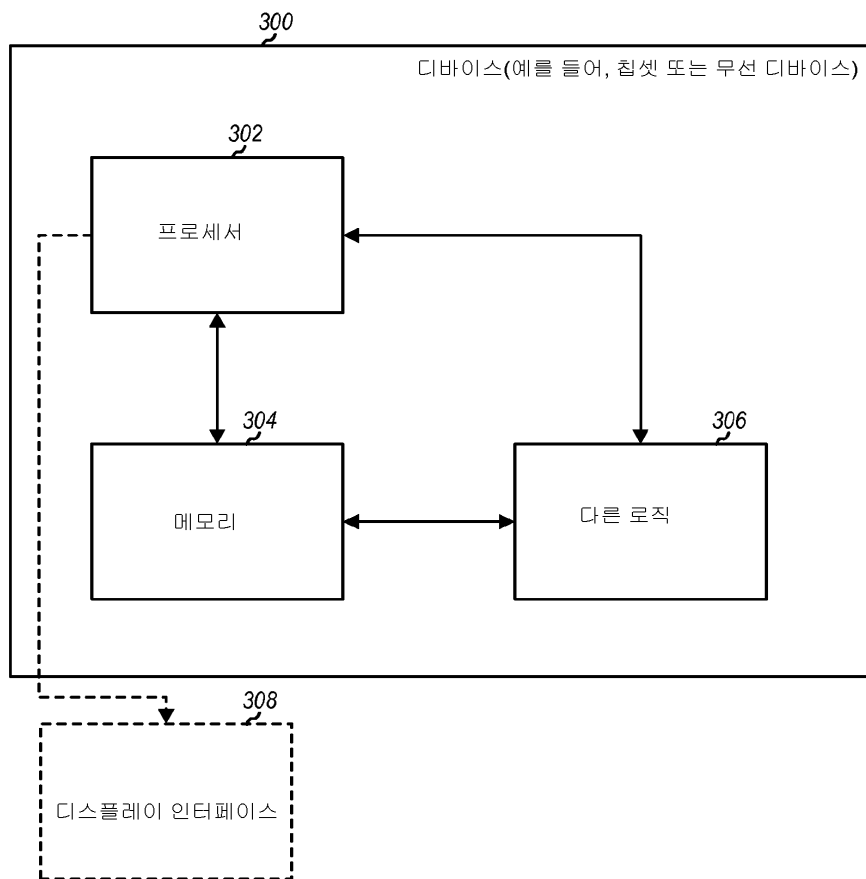 300
디바이스(예를 들어, 칩셋 또는 무선 디바이스)
302
프로세서
304
메모리
306
다른 로직
308
디스플레이 인터페이스